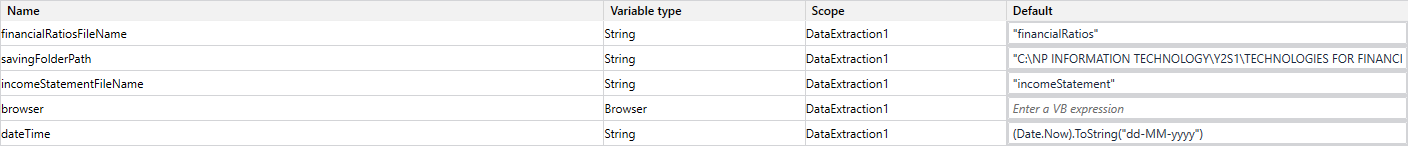 Name Variable type Scope Default
financialRatiosFileName String DataExtraction1 "financialRatios"
savingFolderPath String DataExtraction1 "C:\NP INFORMATION TECHNOLOGY\Y2S1\TECHNOLOGIES FOR FINANCI
incomeStatementFileName String DataExtraction1 "incomeStatement"
browser Browser DataExtraction1 Enter a VB expression
dateTime String DataExtraction1 (Date.Now).ToString("dd-MM-yyyy")